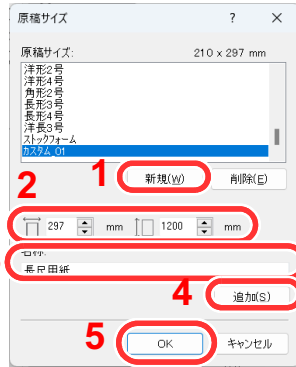 原稿サイズ ? ×
原稿サイズ: 210 x 297 mm
洋形2号
洋形4号
角形2号
長形3号
長形4号
洋長3号
ストックフォーム
カスタム_01
1 新規(W) 削除(E)
2
297 mm 1200 mm
名称:
長尺用紙
4 追加(S)
5 OK キャンセル